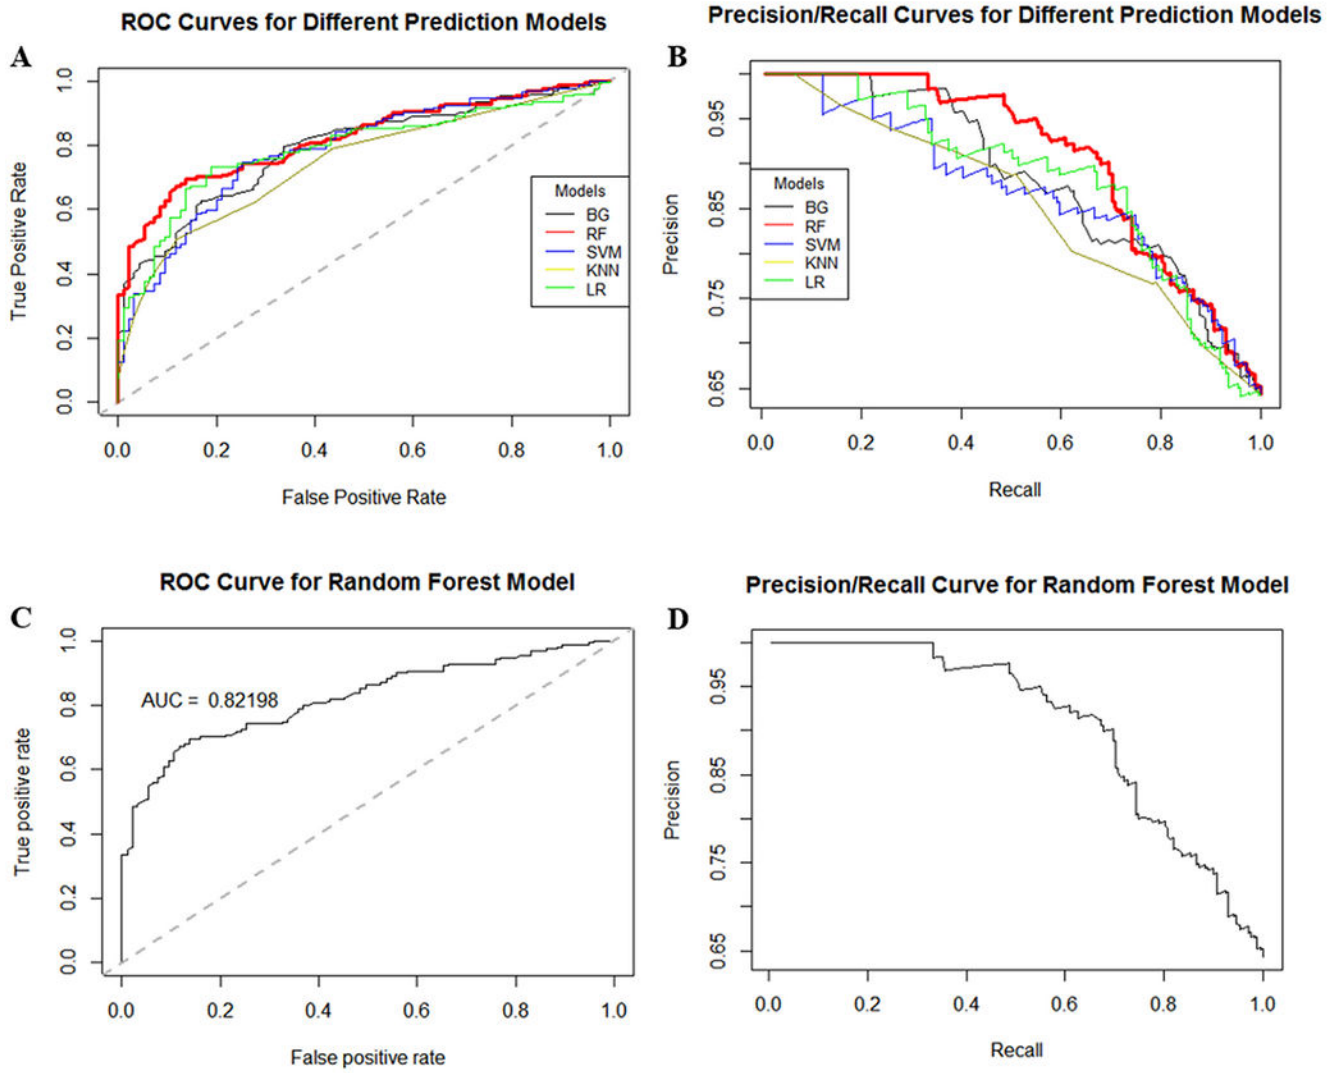 ROC Curves for Different Prediction Models
A
1.0
0.8
0.6
0.4
0.2
0.0
True Positive Rate
Models
BG
RF
SVM
KNN
LR
0.0 0.2 0.4 0.6 0.8 1.0
False Positive Rate
Precision/Recall Curves for Different Prediction Models
B
0.95
0.85
0.75
0.65
Precision
Models
BG
RF
SVM
KNN
LR
0.0 0.2 0.4 0.6 0.8 1.0
Recall
ROC Curve for Random Forest Model
C
1.0
0.8
0.6
0.4
0.2
0.0
True positive rate
AUC = 0.82198
0.0 0.2 0.4 0.6 0.8 1.0
False positive rate
Precision/Recall Curve for Random Forest Model
D
0.95
0.85
0.75
0.65
Precision
0.0 0.2 0.4 0.6 0.8 1.0
Recall